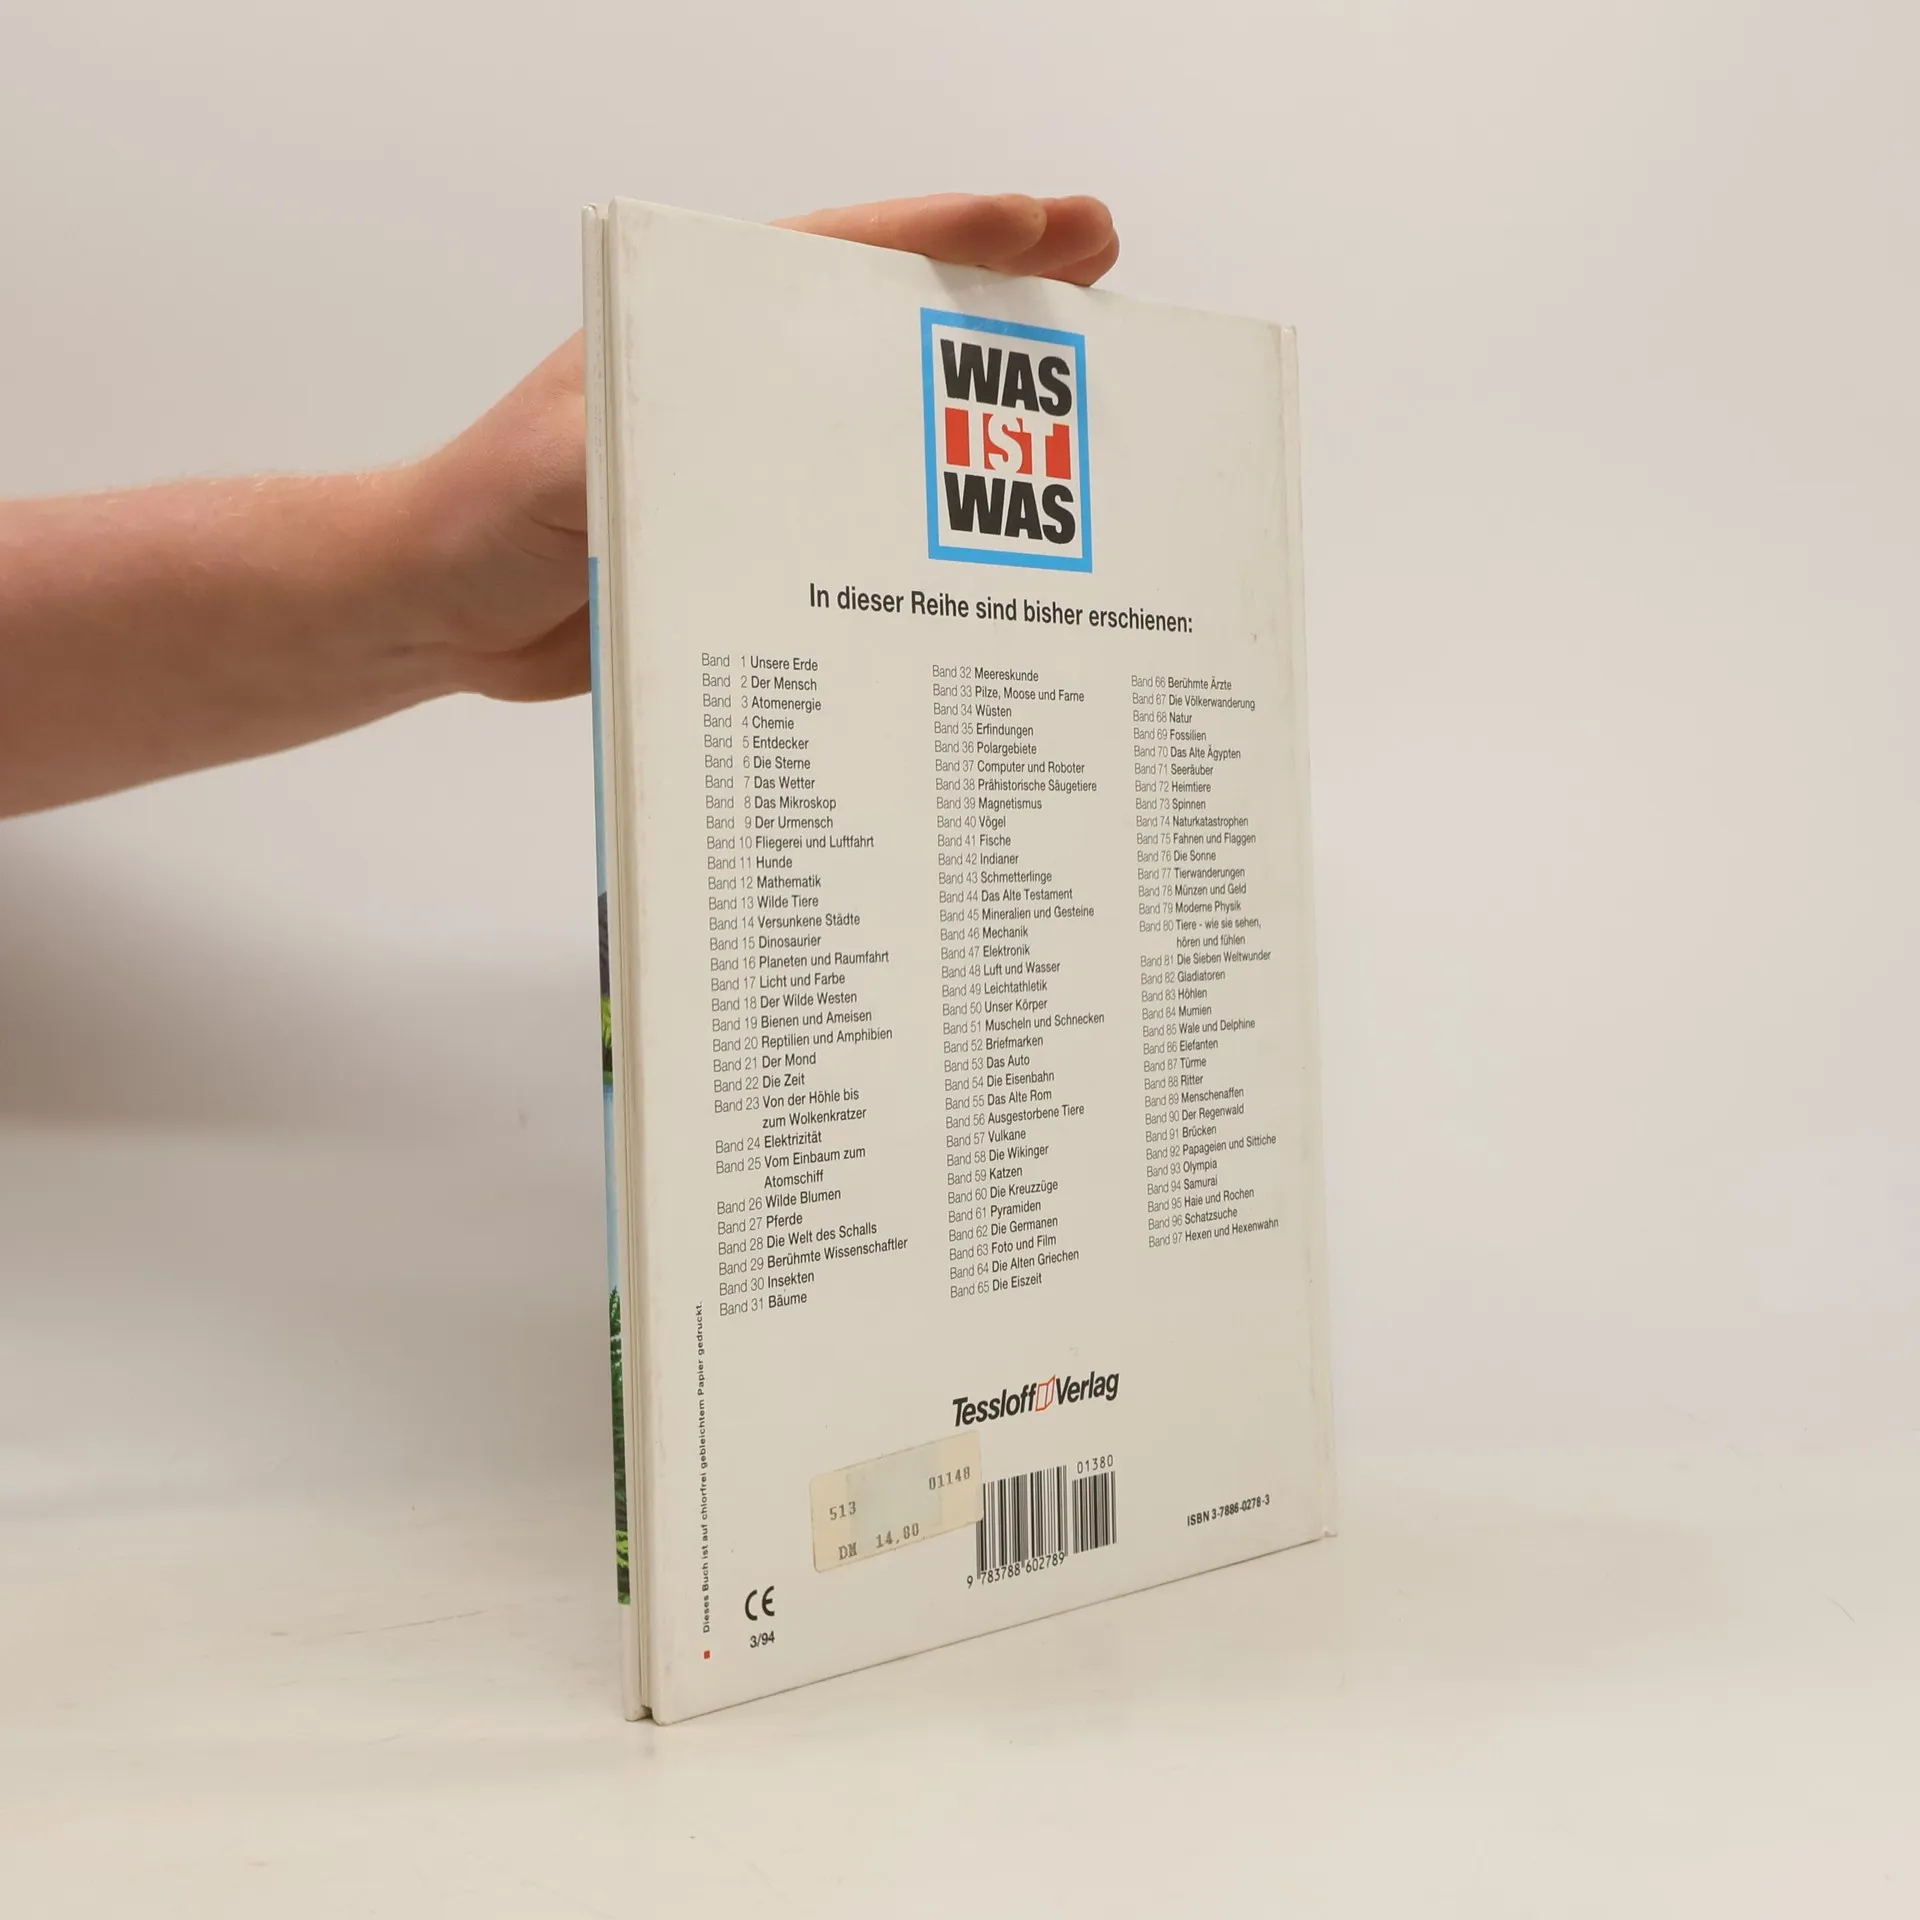 WAS
IST
WAS
In dieser Reihe sind bisher erschienen:
Band 1 Unsere Erde
Band 2 Der Mensch
Band 3 Atomenergie
Band 4 Chemie
Band 5 Entdecker
Band 6 Die Sterne
Band 7 Das Wetter
Band 8 Das Mikroskop
Band 9 Der Urmensch
Band 10 Fliegerei und Luftfahrt
Band 11 Hunde
Band 12 Mathematik
Band 13 Wilde Tiere
Band 14 Versunkene Städte
Band 15 Dinosaurier
Band 16 Planeten und Raumfahrt
Band 17 Licht und Farbe
Band 18 Der Wilde Westen
Band 19 Bienen und Ameisen
Band 20 Reptilien und Amphibien
Band 21 Der Mond
Band 22 Die Zeit
Band 23 Von der Höhle bis
zum Wolkenkratzer
Band 24 Elektrizität
Band 25 Vom Einbaum zum
Atomschiff
Band 26 Wilde Blumen
Band 27 Pferde
Band 28 Die Welt des Schalls
Band 29 Berühmte Wissenschaftler
Band 30 Insekten
Band 31 Bäume
Band 32 Meereskunde
Band 33 Pilze, Moose und Farne
Band 34 Wüsten
Band 35 Erfindungen
Band 36 Polargebiete
Band 37 Computer und Roboter
Band 38 Prähistorische Säugetiere
Band 39 Magnetismus
Band 40 Vögel
Band 41 Fische
Band 42 Indianer
Band 43 Schmetterlinge
Band 44 Das Alte Testament
Band 45 Mineralien und Gesteine
Band 46 Mechanik
Band 47 Elektronik
Band 48 Luft und Wasser
Band 49 Leichtathletik
Band 50 Unser Körper
Band 51 Muscheln und Schnecken
Band 52 Briefmarken
Band 53 Das Auto
Band 54 Die Eisenbahn
Band 55 Das Alte Rom
Band 56 Ausgestorbene Tiere
Band 57 Vulkane
Band 58 Die Wikinger
Band 59 Katzen
Band 60 Die Kreuzzüge
Band 61 Pyramiden
Band 62 Die Germanen
Band 63 Foto und Film
Band 64 Die Alten Griechen
Band 65 Die Eiszeit
Band 66 Berühmte Ärzte
Band 67 Die Völkerwanderung
Band 68 Natur
Band 69 Fossilien
Band 70 Das Alte Ägypten
Band 71 Seeräuber
Band 72 Heimtiere
Band 73 Spinnen
Band 74 Naturkatastrophen
Band 75 Fahnen und Flaggen
Band 76 Die Sonne
Band 77 Tierwanderungen
Band 78 Münzen und Geld
Band 79 Moderne Physik
Band 80 Tiere - wie sie sehen,
hören und fühlen
Band 81 Die Sieben Weltwunder
Band 82 Gladiatoren
Band 83 Höhlen
Band 84 Mumien
Band 85 Wale und Delphine
Band 86 Elefanten
Band 87 Türme
Band 88 Ritter
Band 89 Menschenaffen
Band 90 Der Regenwald
Band 91 Brücken
Band 92 Papageien und Sittiche
Band 93 Olympia
Band 94 Samurai
Band 95 Haie und Rochen
Band 96 Schatzsuche
Band 97 Hexen und Hexenwahn
Dieses Buch ist auf chlorfrei gebleichtem Papier gedruckt.
Tessloff Verlag
513 01148
DM 14,80
01380
9 783788 602789
ISBN 3-7886-0278-3
CE
3/94